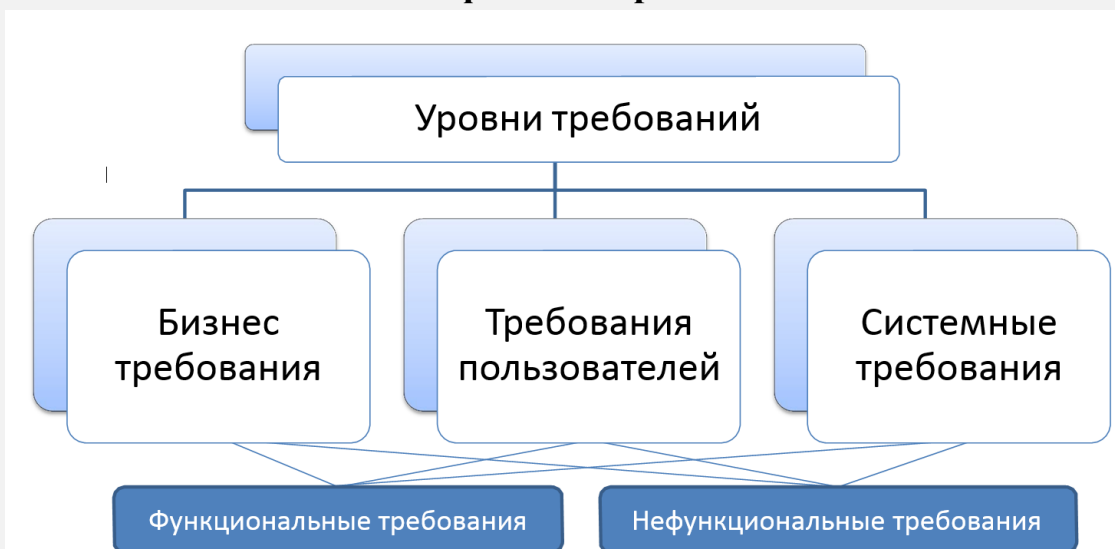 Уровни требований
Бизнес
требования
Требования
пользователей
Системные
требования
Функциональные требования
Нефункциональные требования